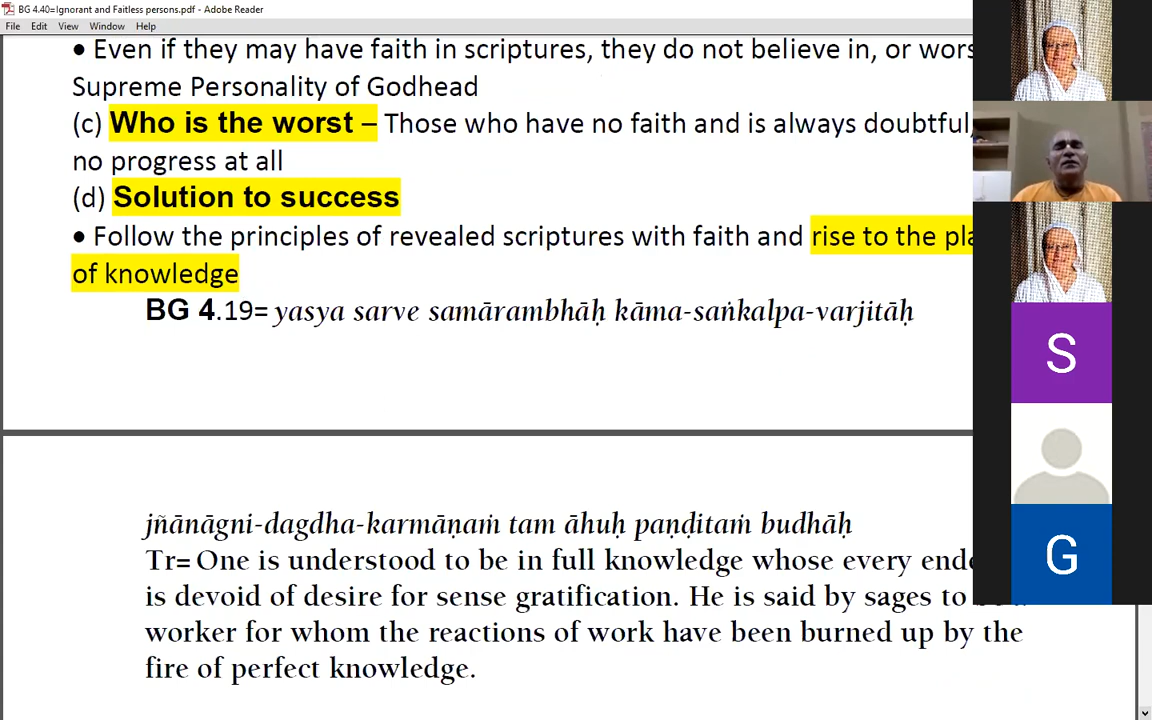 BG 4.40=Ignorant and Faitless persons.pdf - Adobe Reader
File Edit View Window Help
• Even if they may have faith in scriptures, they do not believe in, or
Supreme Personality of Godhead
(c) Who is the worst – Those who have no faith and is always doubtful,
no progress at all
(d) Solution to success
• Follow the principles of revealed scriptures with faith and rise to the
of knowledge
BG 4.19= yasya sarve samārambhāḥ kāma-saṅkalpa-varjitāḥ
jñānāgni-dagdha-karmāṇaṁ tam āhuḥ paṇḍitaṁ budhāḥ
Tr= One is understood to be in full knowledge whose every
is devoid of desire for sense gratification. He is said by sages to
worker for whom the reactions of work have been burned up by the
fire of perfect knowledge.
S
G